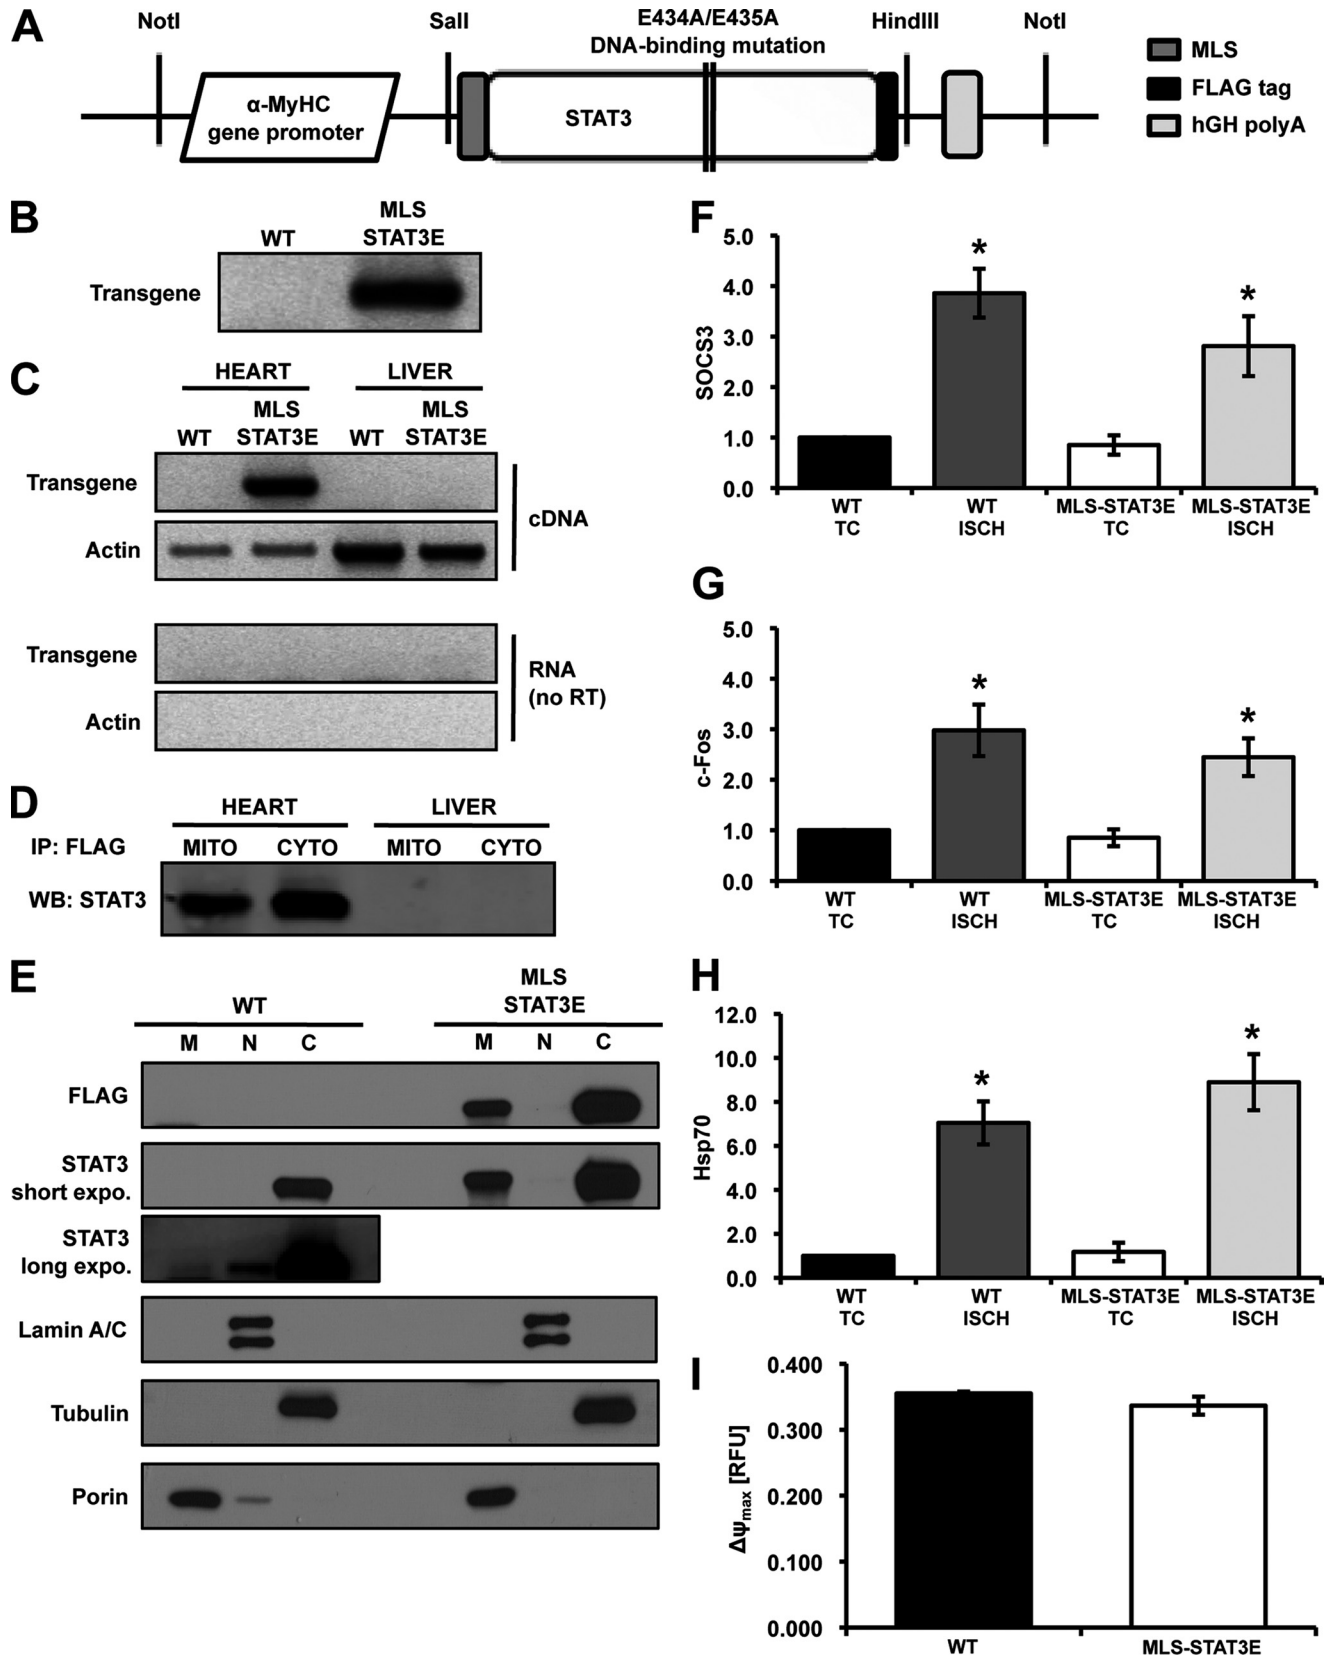 A
NotI
SalI
E434A/E435A
DNA-binding mutation
HindIII
NotI
α-MyHC
gene promoter
STAT3
MLS
FLAG tag
hGH polyA
B
WT
MLS
STAT3E
Transgene
C
HEART
LIVER
WT
MLS
STAT3E
WT
MLS
STAT3E
Transgene
Actin
cDNA
Transgene
Actin
RNA
(no RT)
D
HEART
LIVER
IP: FLAG
MITO
CYTO
MITO
CYTO
WB: STAT3
E
WT
MLS
STAT3E
M
N
C
M
N
C
FLAG
STAT3
short expo.
STAT3
long expo.
Lamin A/C
Tubulin
Porin
F
SOCS3
5.0
4.0
3.0
2.0
1.0
0.0
*
*
WT
TC
WT
ISCH
MLS-STAT3E
TC
MLS-STAT3E
ISCH
G
c-Fos
5.0
4.0
3.0
2.0
1.0
0.0
*
*
WT
TC
WT
ISCH
MLS-STAT3E
TC
MLS-STAT3E
ISCH
H
Hsp70
12.0
10.0
8.0
6.0
4.0
2.0
0.0
*
*
WT
TC
WT
ISCH
MLS-STAT3E
TC
MLS-STAT3E
ISCH
I
Δψmax [RFU]
0.400
0.300
0.200
0.100
0.000
WT
MLS-STAT3E